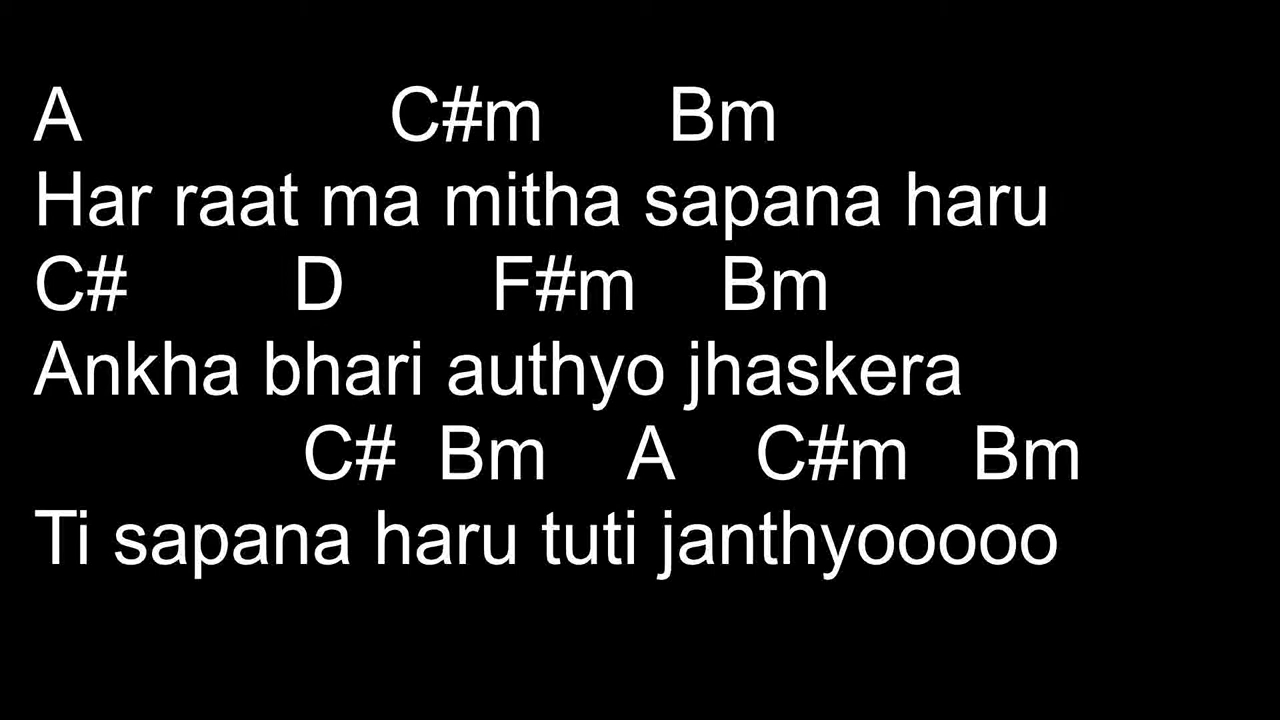 A C#m Bm
Har raat ma mitha sapana haru
C# D F#m Bm
Ankha bhari authyo jhaskera
C# Bm A C#m Bm
Ti sapana haru tuti janthyooooo